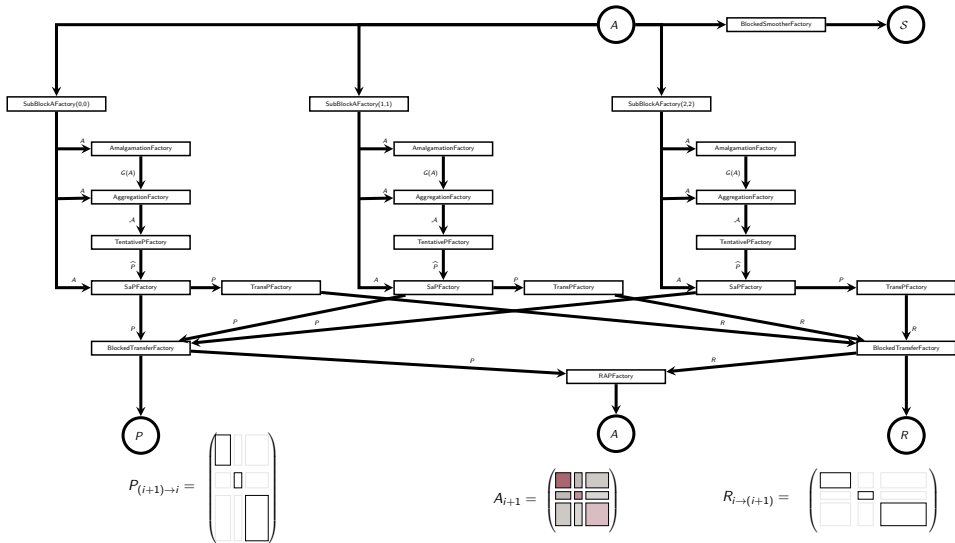 A
BlockedSmootherFactory
S
SubBlockAFactory(0,0)
SubBlockAFactory(1,1)
SubBlockAFactory(2,2)
A
AmalgamationFactory
A
AmalgamationFactory
A
AmalgamationFactory
G(A)
G(A)
G(A)
A
AggregationFactory
A
AggregationFactory
A
AggregationFactory
𝒜
𝒜
𝒜
TentativePFactory
TentativePFactory
TentativePFactory
P̂
P̂
P̂
A
SaPFactory
P
TransPFactory
A
SaPFactory
P
TransPFactory
A
SaPFactory
P
TransPFactory
P
P
P
R
R
R
BlockedTransferFactory
BlockedTransferFactory
P
R
RAPFactory
P
A
R
P(i+1)→i =
Ai+1 =
Ri→(i+1) =